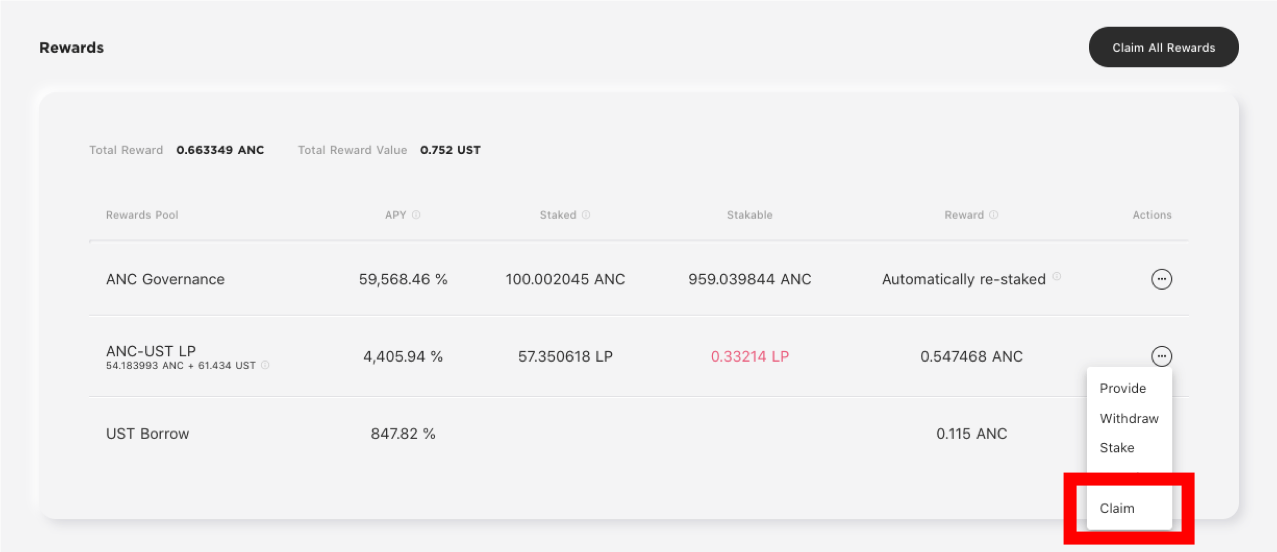 Rewards
Claim All Rewards
Total Reward 0.663349 ANC Total Reward Value 0.752 UST
Rewards Pool APY Staked Stakable Reward Actions
ANC Governance 59,568.46 % 100.002045 ANC 959.039844 ANC Automatically re-staked
ANC-UST LP 4,405.94 % 57.350618 LP 0.33214 LP 0.547468 ANC
54.183993 ANC + 61.434 UST
Provide
Withdraw
UST Borrow 847.82 % 0.115 ANC
Stake
Claim